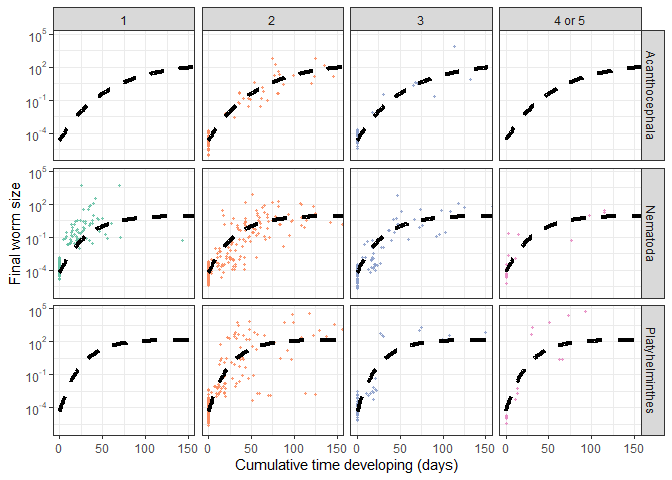 1 2 3 4 or 5
Final worm size
10^5
10^2
10^-1
10^-4
Acanthocephala
10^5
10^2
10^-1
10^-4
Nematoda
10^5
10^2
10^-1
10^-4
Platyhelminthes
0 50 100 150 0 50 100 150 0 50 100 150 0 50 100 150
Cumulative time developing (days)